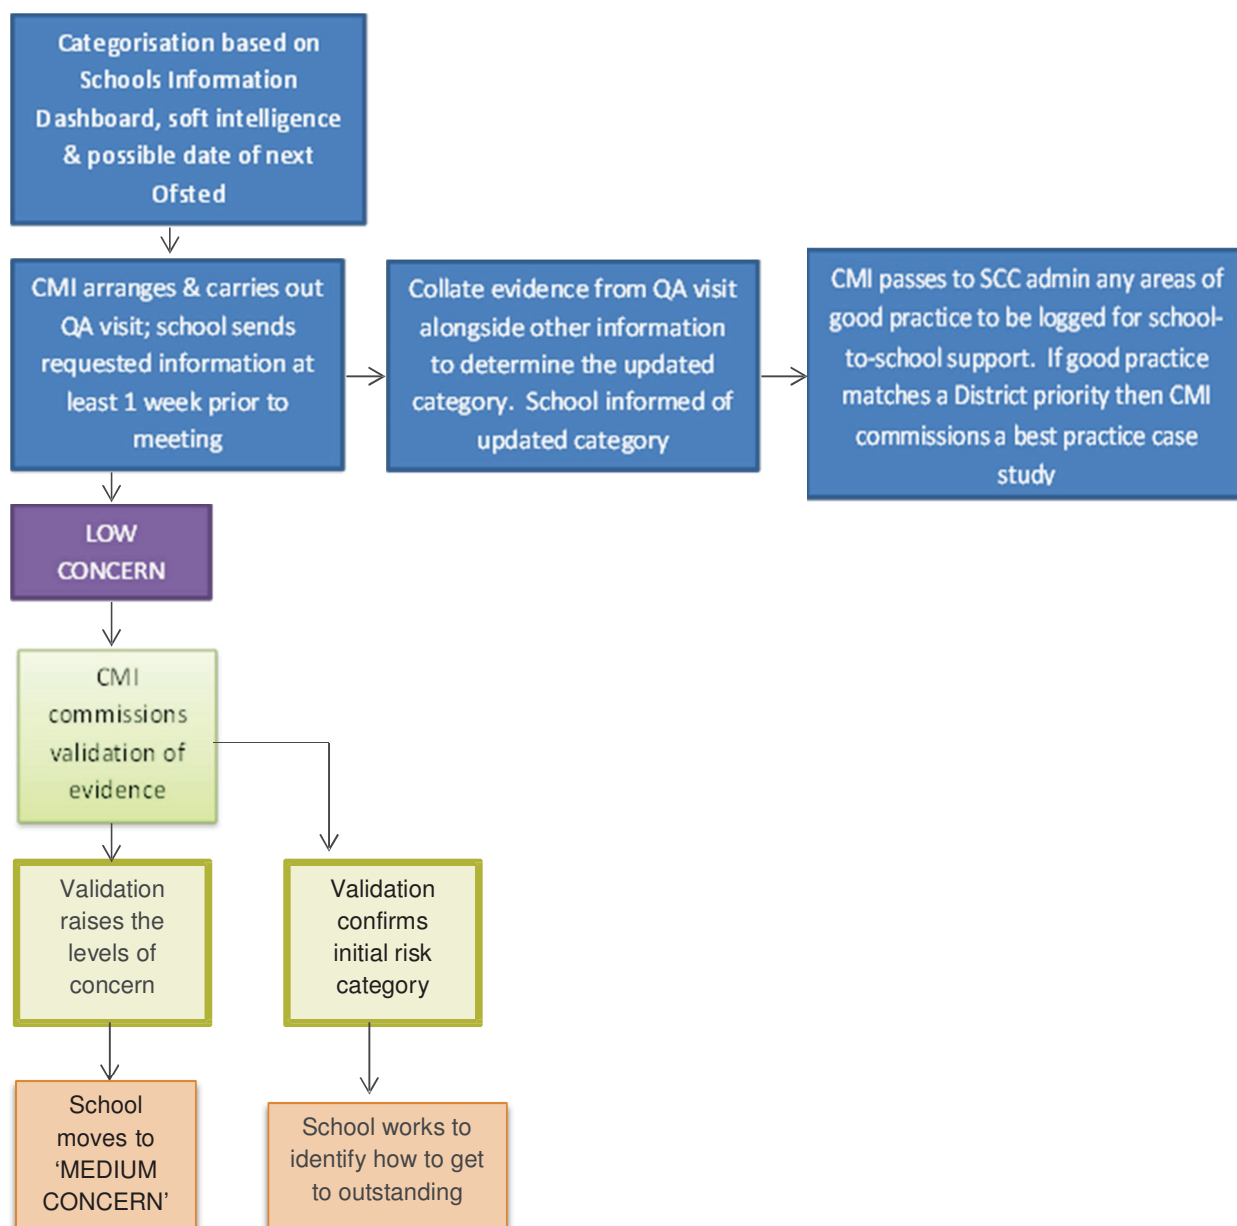 Categorisation based on
Schools Information
Dashboard, soft intelligence
& possible date of next
Ofsted
CMI arranges & carries out
QA visit; school sends
requested information at
least 1 week prior to
meeting
Collate evidence from QA visit
alongside other information
to determine the updated
category.  School informed of
updated category
CMI passes to SCC admin any areas of
good practice to be logged for school-
to-school support.  If good practice
matches a District priority then CMI
commissions a best practice case
study
LOW
CONCERN
CMI
commissions
validation of
evidence
Validation
raises the
levels of
concern
Validation
confirms
initial risk
category
School
moves to
‘MEDIUM
CONCERN’
School works to
identify how to get
to outstanding